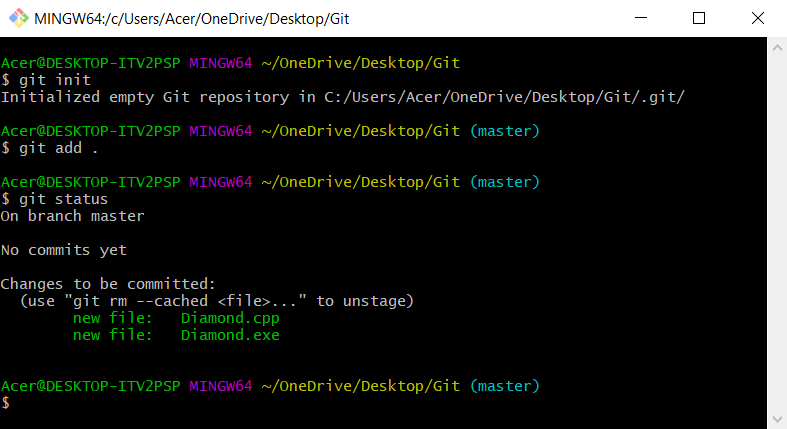 MINGW64:/c/Users/Acer/OneDrive/Desktop/Git
Acer@DESKTOP-ITV2PSP MINGW64 ~/OneDrive/Desktop/Git
$ git init
Initialized empty Git repository in C:/Users/Acer/OneDrive/Desktop/Git/.git/
Acer@DESKTOP-ITV2PSP MINGW64 ~/OneDrive/Desktop/Git (master)
$ git add .
Acer@DESKTOP-ITV2PSP MINGW64 ~/OneDrive/Desktop/Git (master)
$ git status
On branch master
No commits yet
Changes to be committed:
  (use "git rm --cached <file>..." to unstage)
        new file:   Diamond.cpp
        new file:   Diamond.exe
Acer@DESKTOP-ITV2PSP MINGW64 ~/OneDrive/Desktop/Git (master)
$